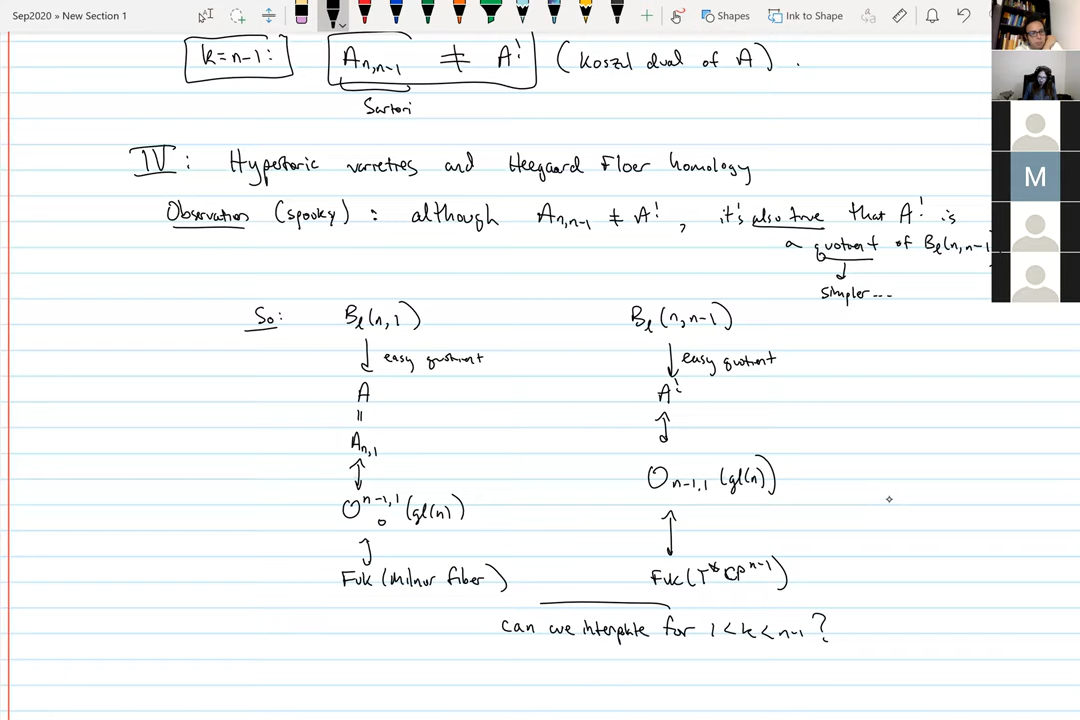 Sep2020 » New Section 1
Shapes
Ink to Shape
k=n-1:
A_{n,n-1} ≠ A^! (Koszul dual of A).
Sartori
IV: Hypertoric varieties and Heegaard Floer homology
Observation (spooky): although A_{n,n-1} ≠ A^!, it's also true that A^! is
a quotient of B_ℓ(n,n-1)
simpler...
M
So: B_ℓ(n,1) B_ℓ(n,n-1)
↓ easy quotient ↓ easy quotient
A A^!
=
A_{n,1} ↕
↕ O_{n-1,1}(gl(n))
O_0^{n-1,1}(gl(n))
↕ ↕
Fuk(Milnor fiber) Fuk(T*CP^{n-1})
can we interpolate for 1<k<n-1?